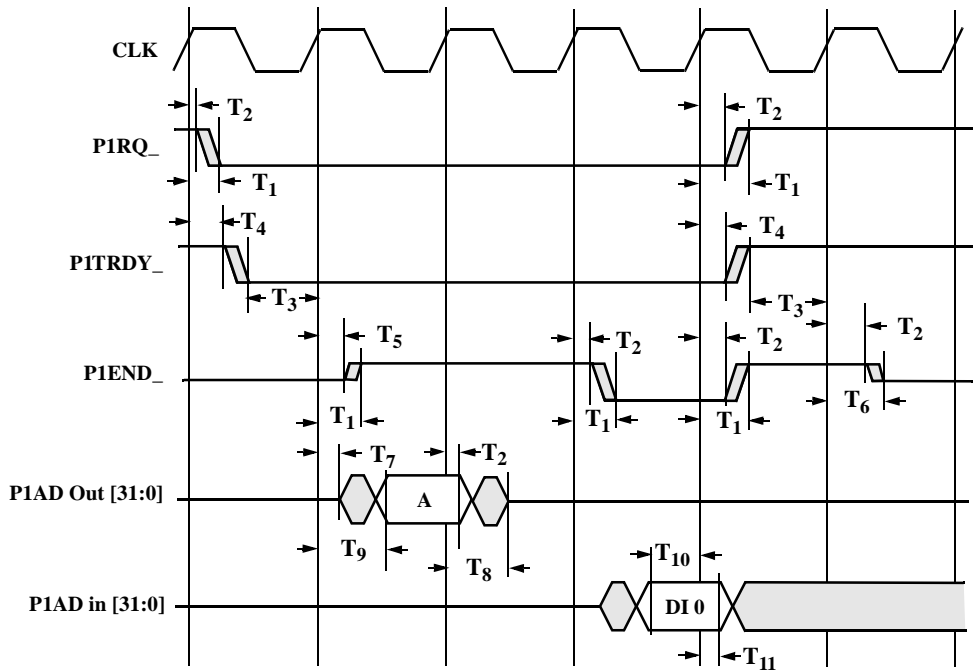 CLK
T2 T2
P1RQ_
T1 T1
T4 T4
P1TRDY_
T3 T3
T5 T2 T2 T2
P1END_
T1 T1 T1 T6
T7 T2
P1AD Out [31:0] A
T9 T8 T10
P1AD in [31:0] DI 0
T11